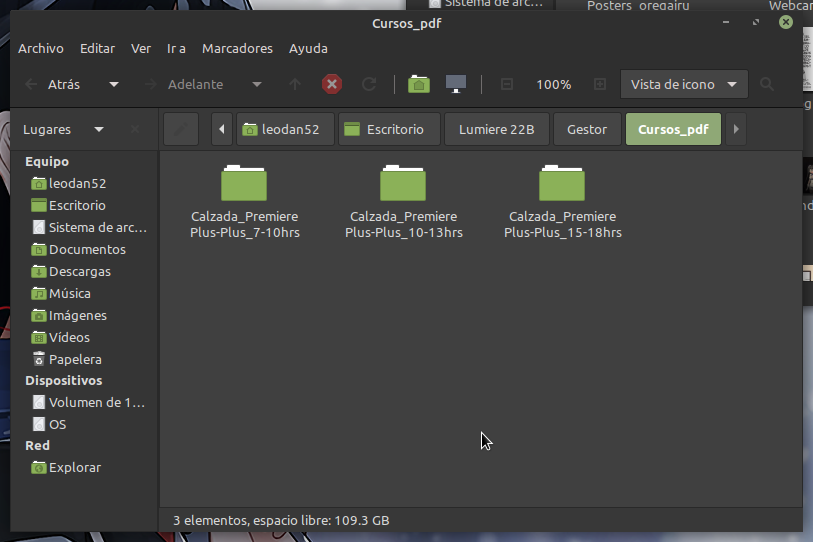 Sistema de arc...
Posters_oregairu
Webcam
Cursos_pdf
Archivo Editar Ver Ir a Marcadores Ayuda
Atrás Adelante 100% Vista de icono
Lugares leodan52 Escritorio Lumiere 22B Gestor Cursos_pdf
Equipo
leodan52
Escritorio
Sistema de arc...
Documentos
Descargas
Música
Imágenes
Vídeos
Papelera
Dispositivos
Volumen de 1...
OS
Red
Explorar
Calzada_Premiere
Plus-Plus_7-10hrs
Calzada_Premiere
Plus-Plus_10-13hrs
Calzada_Premiere
Plus-Plus_15-18hrs
3 elementos, espacio libre: 109.3 GB